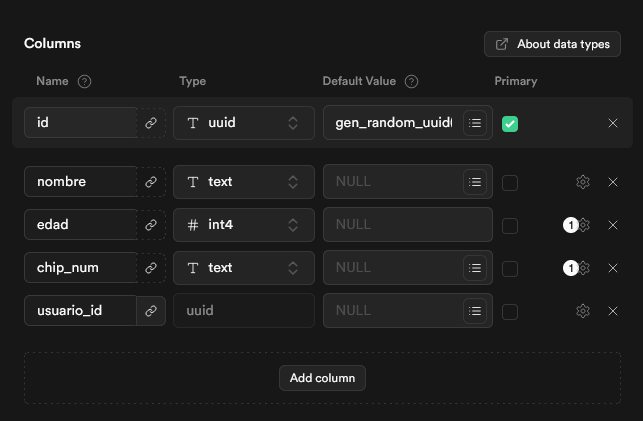 Columns
About data types
Name Type Default Value Primary
id uuid gen_random_uuid(
nombre text NULL
edad int4 NULL 1
chip_num text NULL 1
usuario_id uuid NULL
Add column